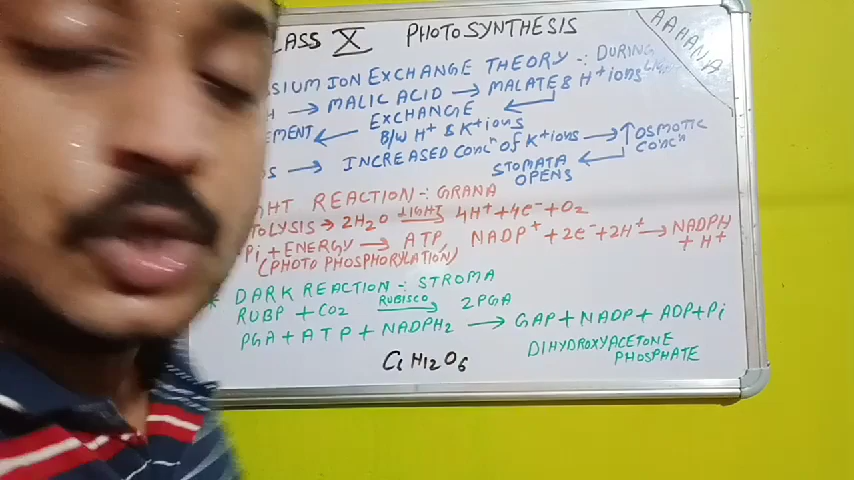 LASS X PHOTOSYNTHESIS
AAAANA
SIUM ION EXCHANGE THEORY -: DURING
H → MALIC ACID → MALATE & H+ ions
EMENT ← EXCHANGE B/W H+ & K+ ions
S → INCREASED concn OF K+ ions → ↑ OSMOTIC concn
STOMATA OPENS
GHT REACTION -: GRANA
TOLYSIS → 2H2O LIGHT → 4H+ + 4e- + O2
Pi + ENERGY → ATP, NADP+ + 2e- + 2H+ → NADPH + H+
(PHOTO PHOSPHORYLATION)
* DARK REACTION -: STROMA
RUBP + CO2 RUBISCO → 2PGA
PGA + ATP + NADPH2 → GAP + NADP + ADP + Pi
DIHYDROXYACETONE PHOSPHATE
C6H12O6